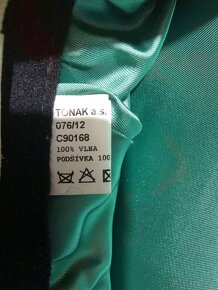 TONAK a.s.
076/12
C90168
100% VLNA
PODŠÍVKA 100